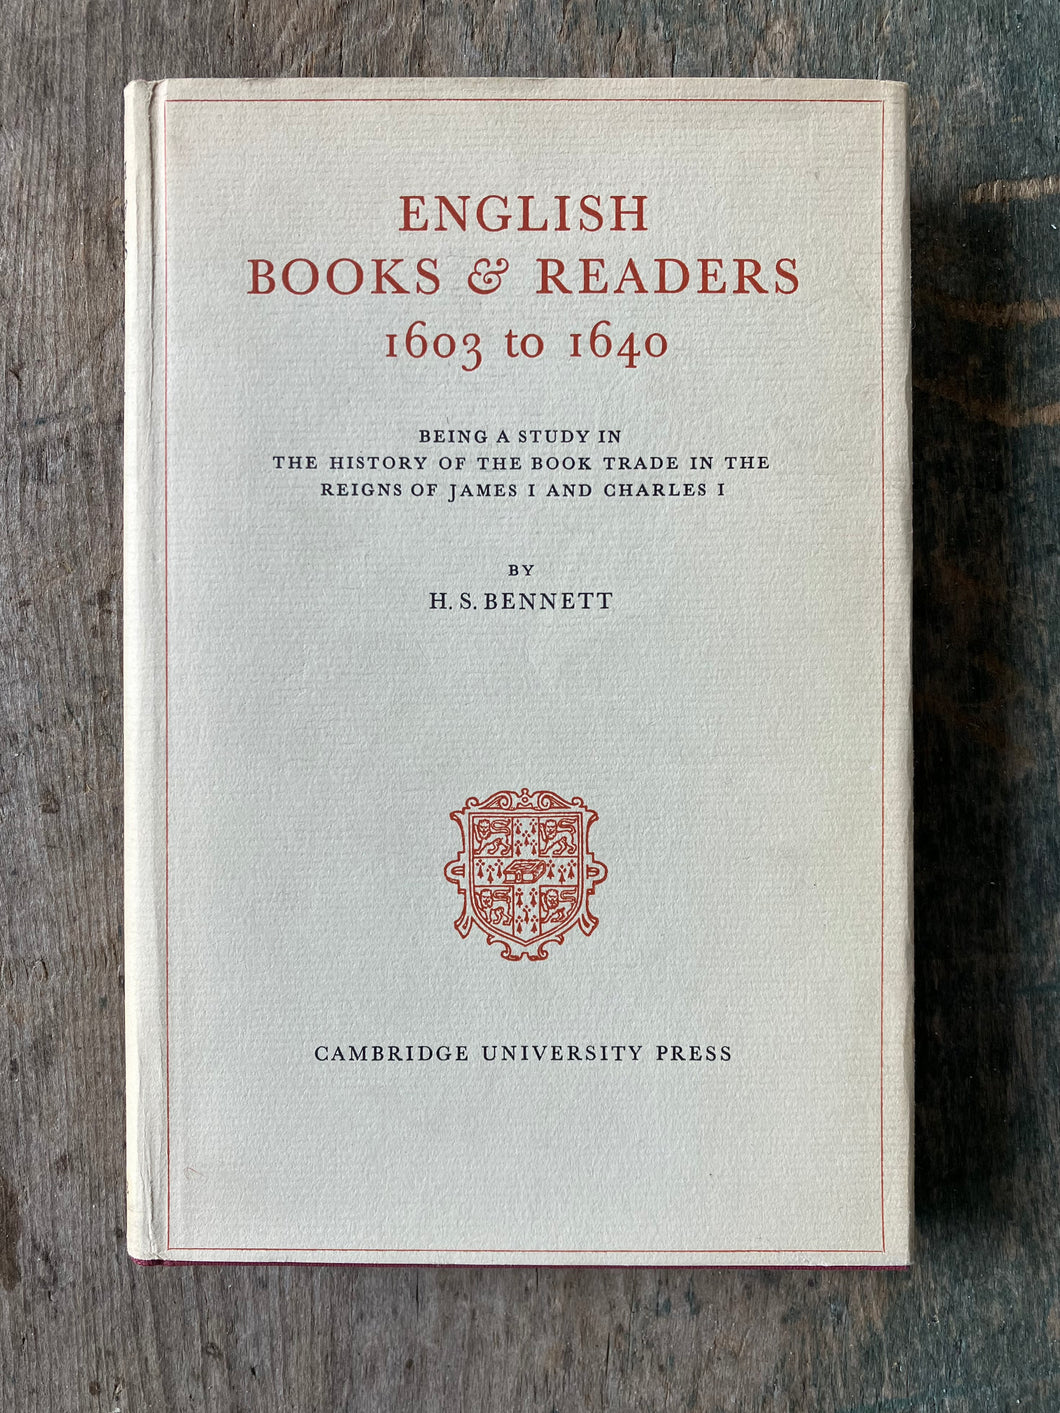 ENGLISH
BOOKS & READERS
1603 to 1640
BEING A STUDY IN
THE HISTORY OF THE BOOK TRADE IN THE
REIGNS OF JAMES I AND CHARLES I
BY
H. S. BENNETT
CAMBRIDGE UNIVERSITY PRESS